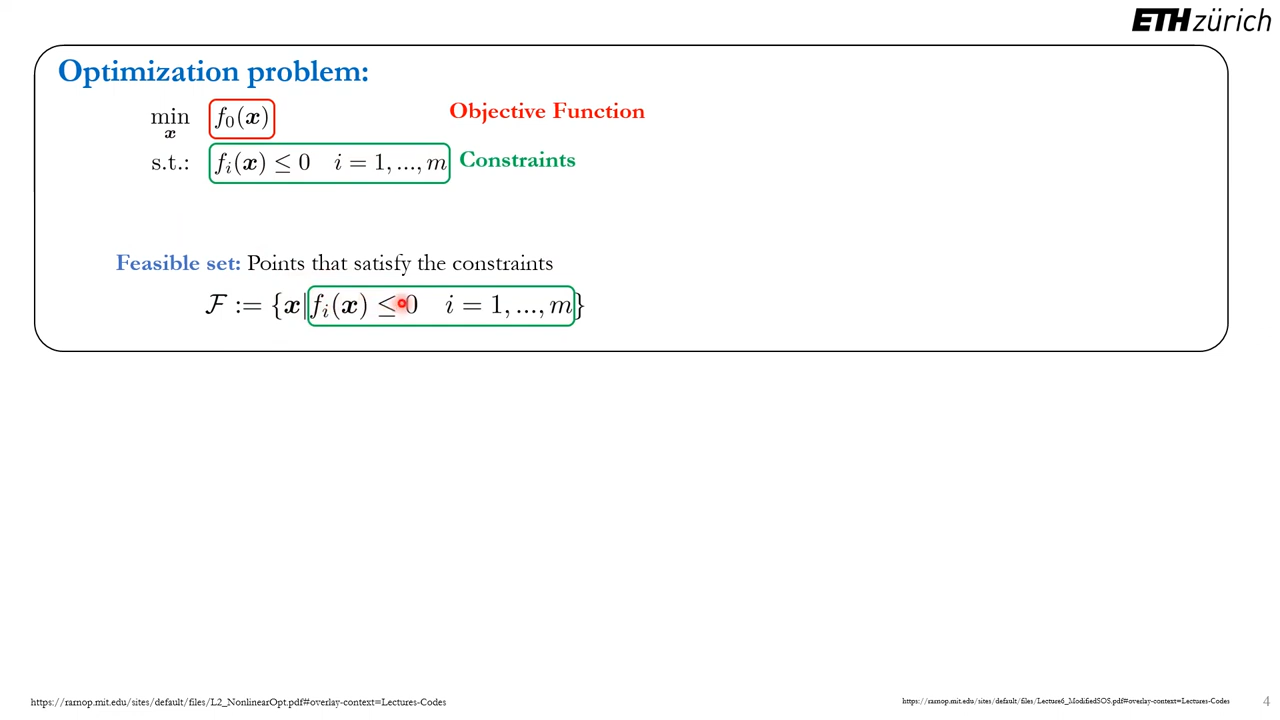 ETH zürich
Optimization problem:
min f₀(x) Objective Function
x
s.t.: fᵢ(x) ≤ 0 i = 1, ..., m Constraints
Feasible set: Points that satisfy the constraints
ℱ := {x|fᵢ(x) ≤ 0 i = 1, ..., m}
https://ramop.mit.edu/sites/default/files/L2_NonlinearOpt.pdf#overlay-context=Lectures-Codes
https://ramop.mit.edu/sites/default/files/Lecture6_ModifiedSOS.pdf#overlay-context=Lectures-Codes
4